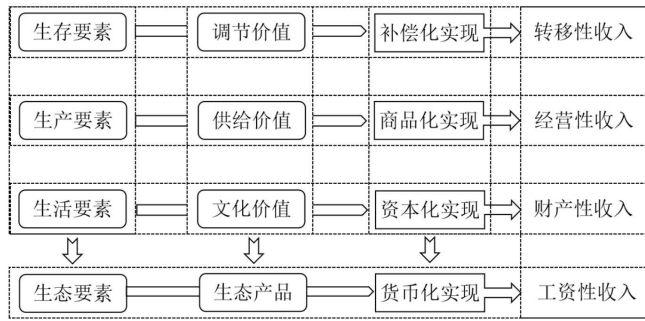 生存要素 调节价值 补偿化实现 转移性收入
生产要素 供给价值 商品化实现 经营性收入
生活要素 文化价值 资本化实现 财产性收入
生态要素 生态产品 货币化实现 工资性收入